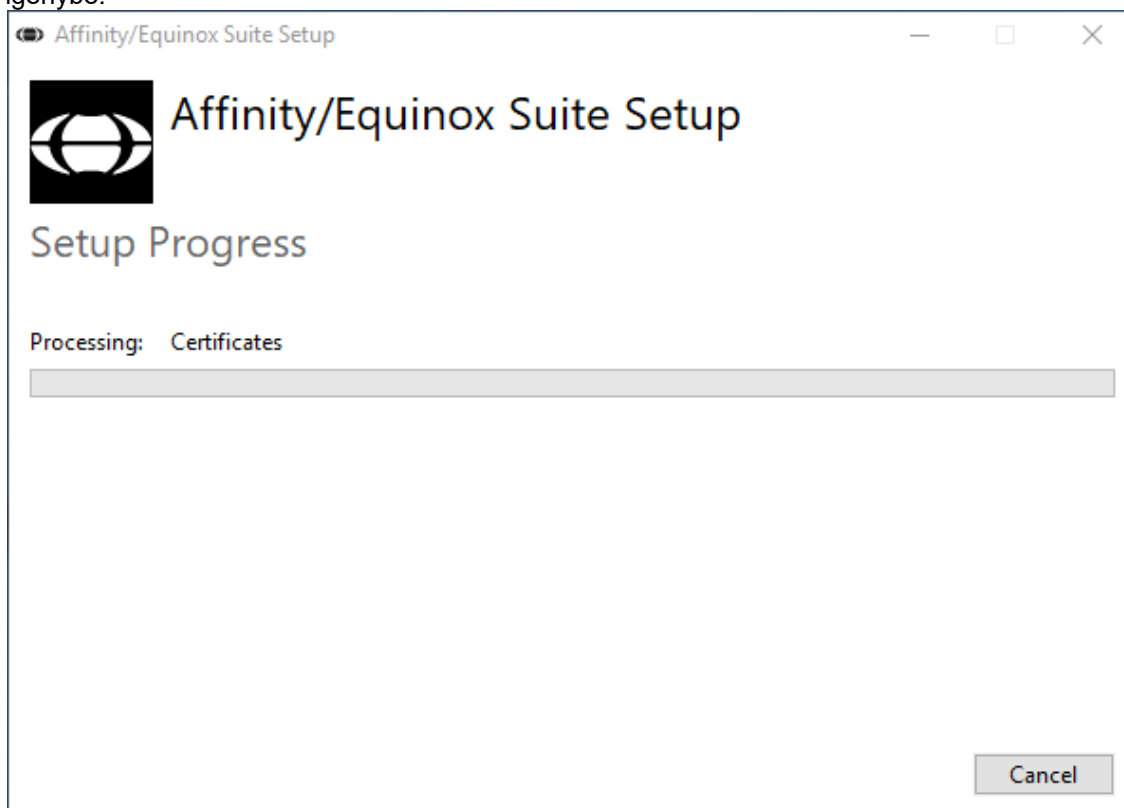 Affinity/Equinox Suite Setup
Affinity/Equinox Suite Setup
Setup Progress
Processing: Certificates
Cancel